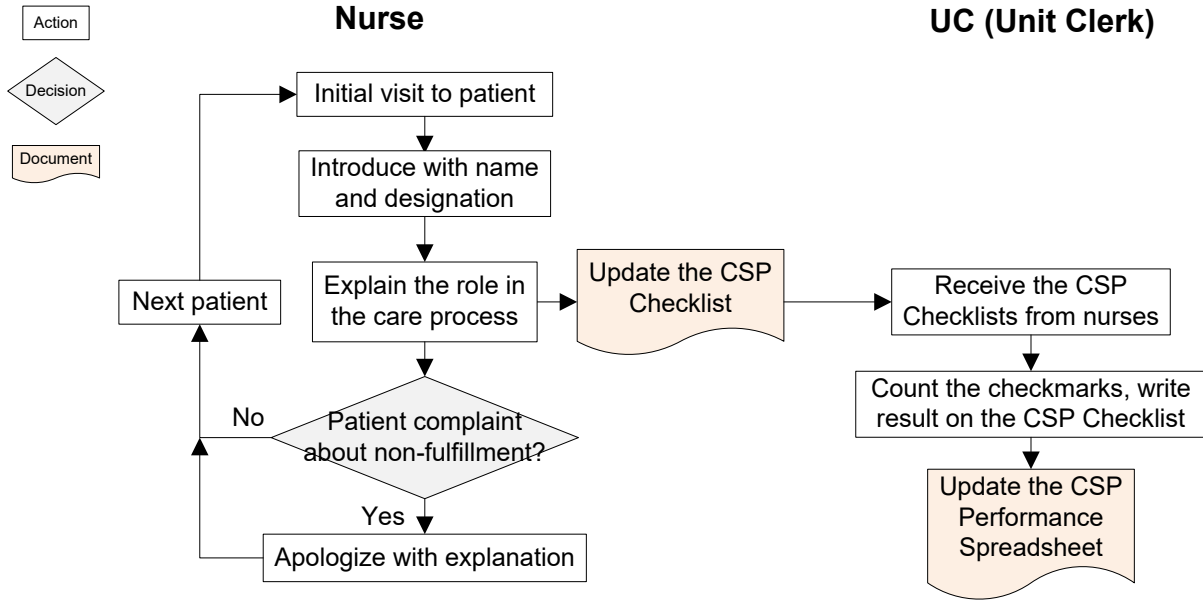 Action
Decision
Document
Nurse
UC (Unit Clerk)
Initial visit to patient
Introduce with name
and designation
Explain the role in
the care process
Next patient
Update the CSP
Checklist
Receive the CSP
Checklists from nurses
Count the checkmarks, write
result on the CSP Checklist
Update the CSP
Performance
Spreadsheet
No
Patient complaint
about non-fulfillment?
Yes
Apologize with explanation